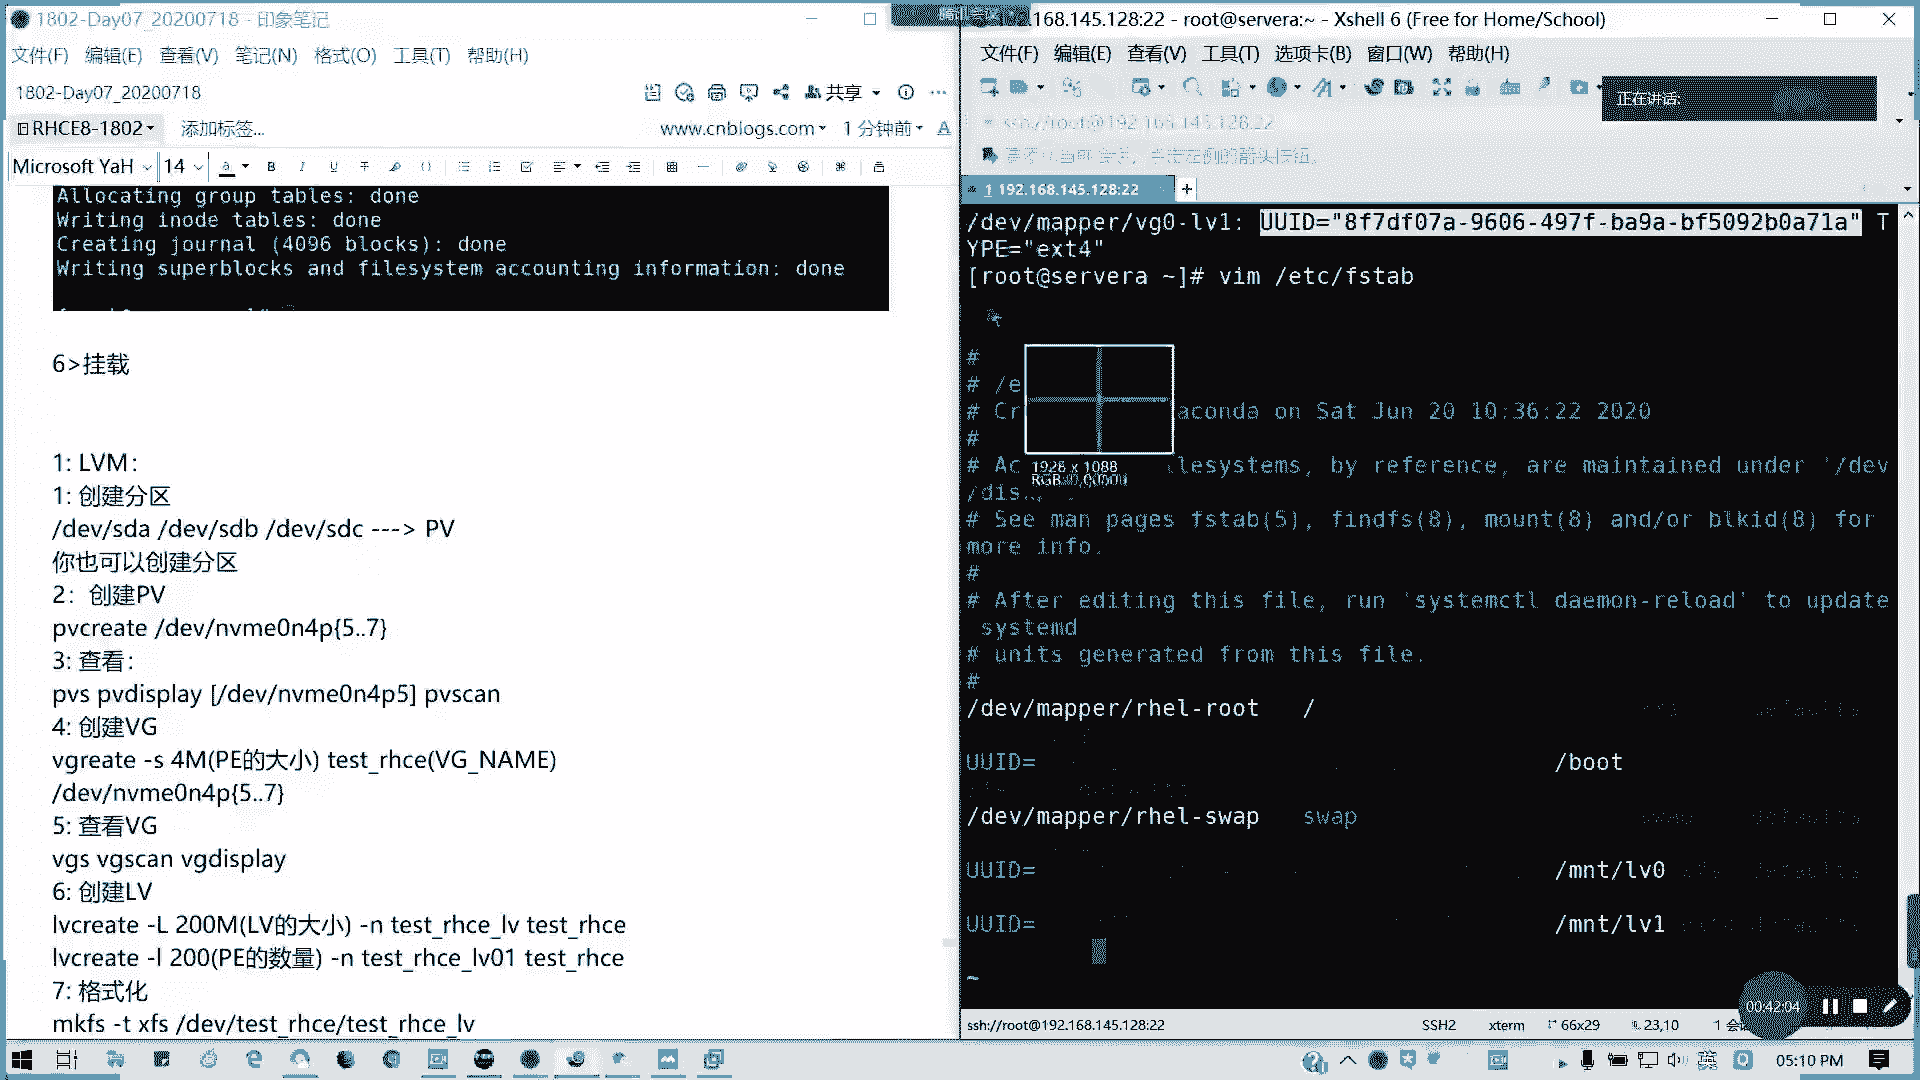 1802-Day07_20200718 - 印象笔记
文件(F) 编辑(E) 查看(V) 笔记(N) 格式(O) 工具(T) 帮助(H)
1802-Day07_20200718
共享
RHCE8-1802
添加标签...
www.cnblogs.com
1 分钟前
Microsoft YaH
14
Allocating group tables: done
Writing inode tables: done
Creating journal (4096 blocks): done
Writing superblocks and filesystem accounting information: done
6>挂载
1: LVM:
1: 创建分区
/dev/sda /dev/sdb /dev/sdc ---> PV
你也可以创建分区
2: 创建PV
pvcreate /dev/nvme0n4p{5..7}
3: 查看:
pvs pvdisplay [/dev/nvme0n4p5] pvscan
4: 创建VG
vgreate -s 4M(PE的大小) test_rhce(VG_NAME)
/dev/nvme0n4p{5..7}
5: 查看VG
vgs vgscan vgdisplay
6: 创建LV
lvcreate -L 200M(LV的大小) -n test_rhce_lv test_rhce
lvcreate -l 200(PE的数量) -n test_rhce_lv01 test_rhce
7: 格式化
mkfs -t xfs /dev/test_rhce/test_rhce_lv
.168.145.128:22 - root@servera:~ - Xshell 6 (Free for Home/School)
文件(F) 编辑(E) 查看(V) 工具(T) 选项卡(B) 窗口(W) 帮助(H)
正在讲话:
ssh://root@192.168.145.128:22
1 192.168.145.128:22
/dev/mapper/vg0-lv1: UUID="8f7df07a-9606-497f-ba9a-bf5092b0a71a" T
YPE="ext4"
[root@servera ~]# vim /etc/fstab
#
# /e
# Cr aconda on Sat Jun 20 10:36:22 2020
#
# Ac lesystems, by reference, are maintained under '/dev
/dis
# See man pages fstab(5), findfs(8), mount(8) and/or blkid(8) for
more info.
#
# After editing this file, run 'systemctl daemon-reload' to update
systemd
# units generated from this file.
#
/dev/mapper/rhel-root /
UUID= /boot
/dev/mapper/rhel-swap swap
UUID= /mnt/lv0
UUID= /mnt/lv1
~
1926 x 1088
00:42:04
ssh://root@192.168.145.128:22
SSH2
xterm
66x29
23,10
英
05:10 PM